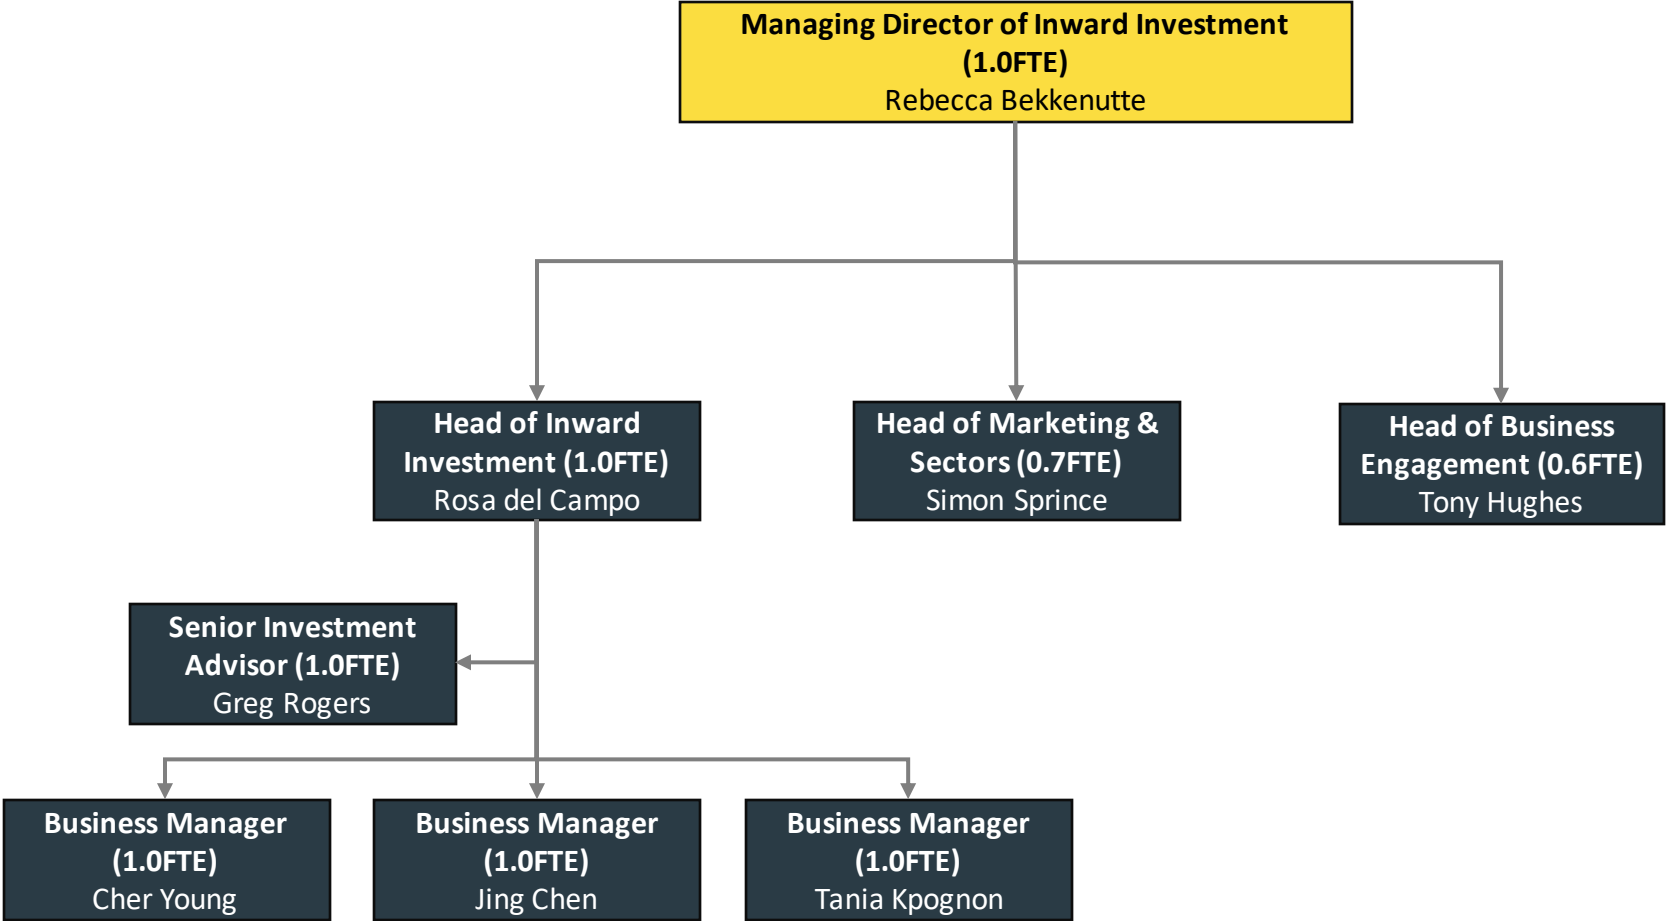 Managing Director of Inward Investment
(1.0FTE)
Rebecca Bekkenutte
Head of Inward
Investment (1.0FTE)
Rosa del Campo
Head of Marketing &
Sectors (0.7FTE)
Simon Sprince
Head of Business
Engagement (0.6FTE)
Tony Hughes
Senior Investment
Advisor (1.0FTE)
Greg Rogers
Business Manager
(1.0FTE)
Cher Young
Business Manager
(1.0FTE)
Jing Chen
Business Manager
(1.0FTE)
Tania Kpognon